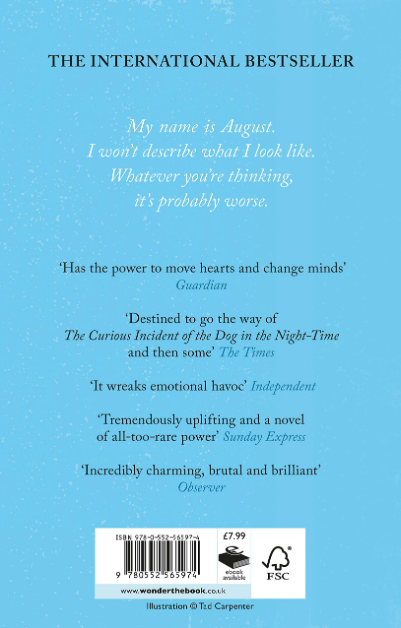 THE INTERNATIONAL BESTSELLER
My name is August.
I won't describe what I look like.
Whatever you're thinking,
it's probably worse.
‘Has the power to move hearts and change minds’
Guardian
‘Destined to go the way of
The Curious Incident of the Dog in the Night-Time
and then some’ The Times
‘It wreaks emotional havoc’ Independent
‘Tremendously uplifting and a novel
of all-too-rare power’ Sunday Express
‘Incredibly charming, brutal and brilliant’
Observer
ISBN 978-0-552-56597-4
9 780552 565974
£7.99
ebook
available
FSC
www.wonderthebook.co.uk
Illustration © Tad Carpenter